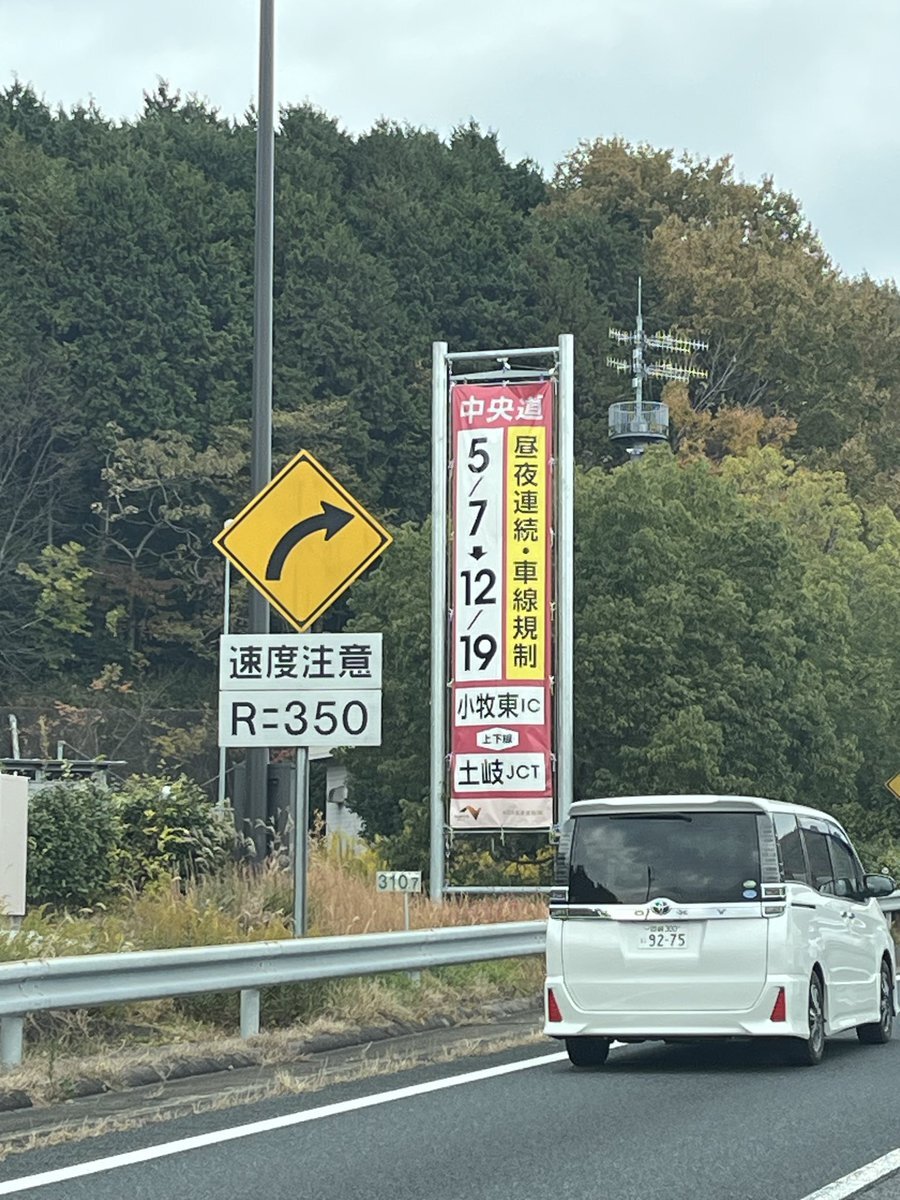 速度注意
R=350
中央道
5/7
12/19
昼夜連続・車線規制
小牧東IC
上下線
土岐JCT
3107
VOXY
92-75